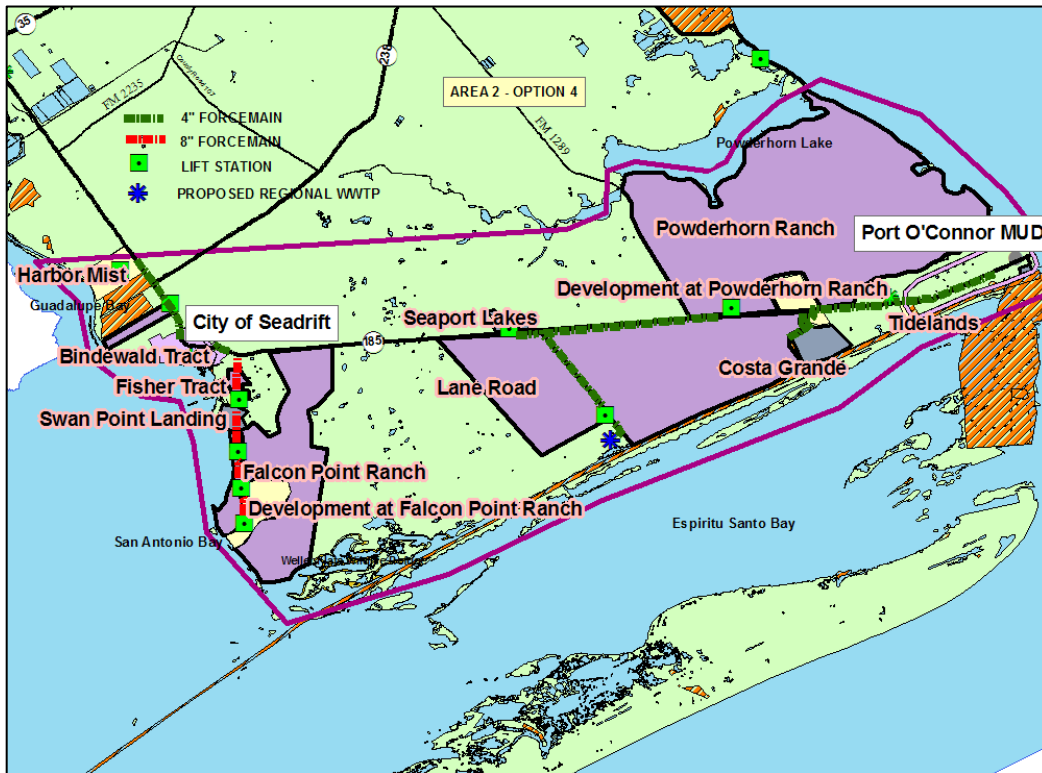 35
238
FM 2235
AREA 2 - OPTION 4
FM 1289
4" FORCEMAIN
8" FORCEMAIN
LIFT STATION
PROPOSED REGIONAL WWTP
Powderhorn Lake
Powderhorn Ranch
Port O'Connor MUD
Harbor Mist
Guadalupe Bay
Development at Powderhorn Ranch
City of Seadrift
Seaport Lakes
Tidelands
185
Bindewald Tract
Costa Grande
Fisher Tract
Lane Road
Swan Point Landing
Falcon Point Ranch
Development at Falcon Point Ranch
Espiritu Santo Bay
San Antonio Bay